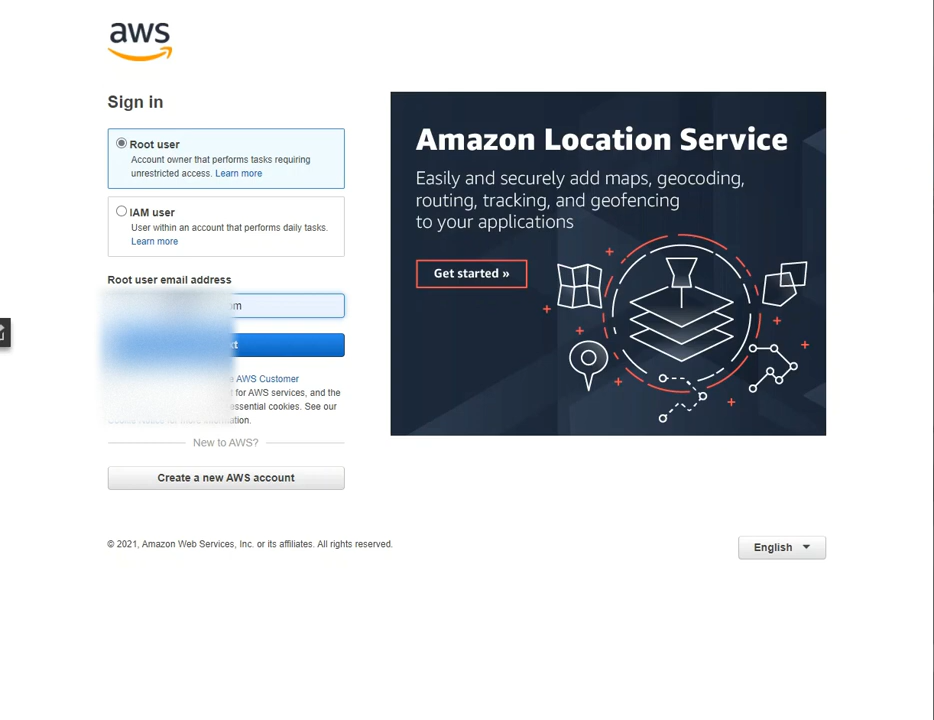 aws
Sign in
Root user
Account owner that performs tasks requiring
unrestricted access. Learn more
IAM user
User within an account that performs daily tasks.
Learn more
Root user email address
AWS Customer
for AWS services, and the
essential cookies. See our
New to AWS?
Create a new AWS account
Amazon Location Service
Easily and securely add maps, geocoding,
routing, tracking, and geofencing
to your applications
Get started »
© 2021, Amazon Web Services, Inc. or its affiliates. All rights reserved.
English